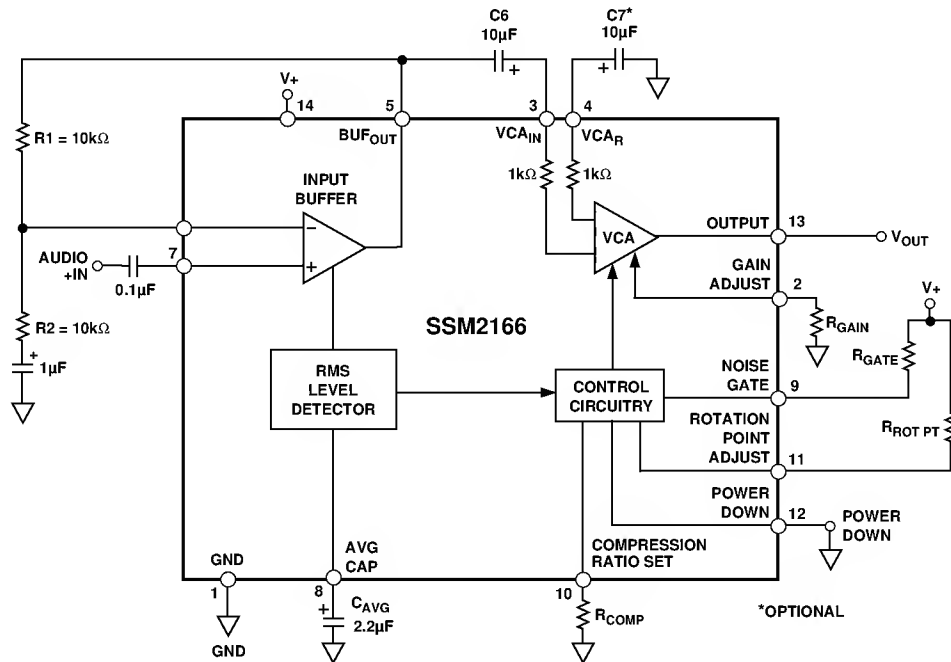 C6
10µF
C7*
10µF
V+
14
5
3
4
BUFOUT
VCAIN
VCAR
R1 = 10kΩ
1kΩ
1kΩ
INPUT
BUFFER
−
+
VCA
OUTPUT
13
VOUT
7
AUDIO
+IN
0.1µF
GAIN
ADJUST
2
RGAIN
V+
R2 = 10kΩ
+
1µF
SSM2166
RGATE
RMS
LEVEL
DETECTOR
CONTROL
CIRCUITRY
NOISE
GATE
9
ROTATION
POINT
ADJUST
11
RROT PT
POWER
DOWN
12
POWER
DOWN
GND
1
GND
AVG
CAP
8
+
CAVG
2.2µF
COMPRESSION
RATIO SET
10
RCOMP
*OPTIONAL
+
+